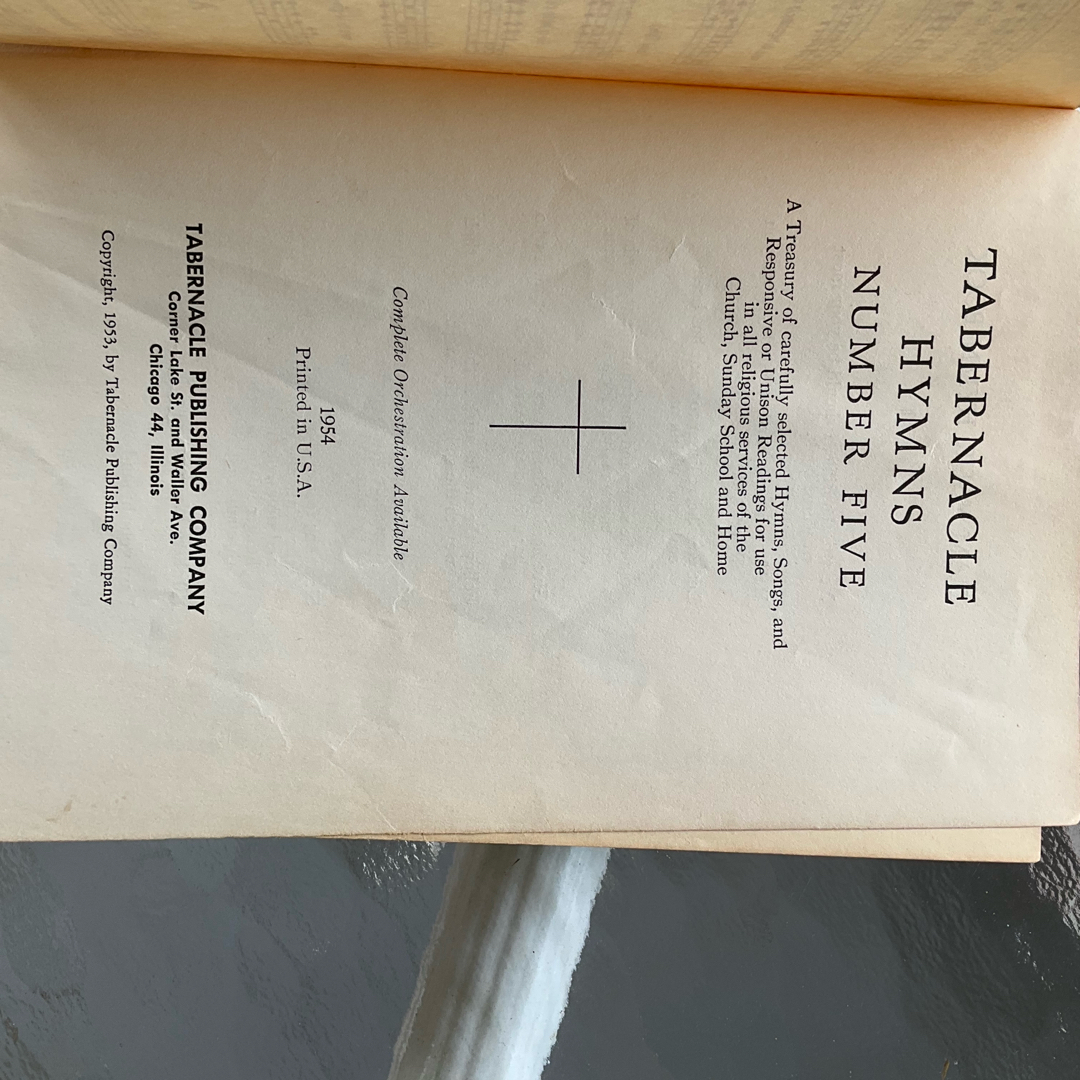 TABERNACLE
HYMNS
NUMBER FIVE
A Treasury of carefully selected Hymns, Songs, and
Responsive or Unison Readings for use
in all religious services of the
Church, Sunday School and Home
Complete Orchestration Available
1954
Printed in U.S.A.
TABERNACLE PUBLISHING COMPANY
Corner Lake St. and Waller Ave.
Chicago 44, Illinois
Copyright, 1953, by Tabernacle Publishing Company